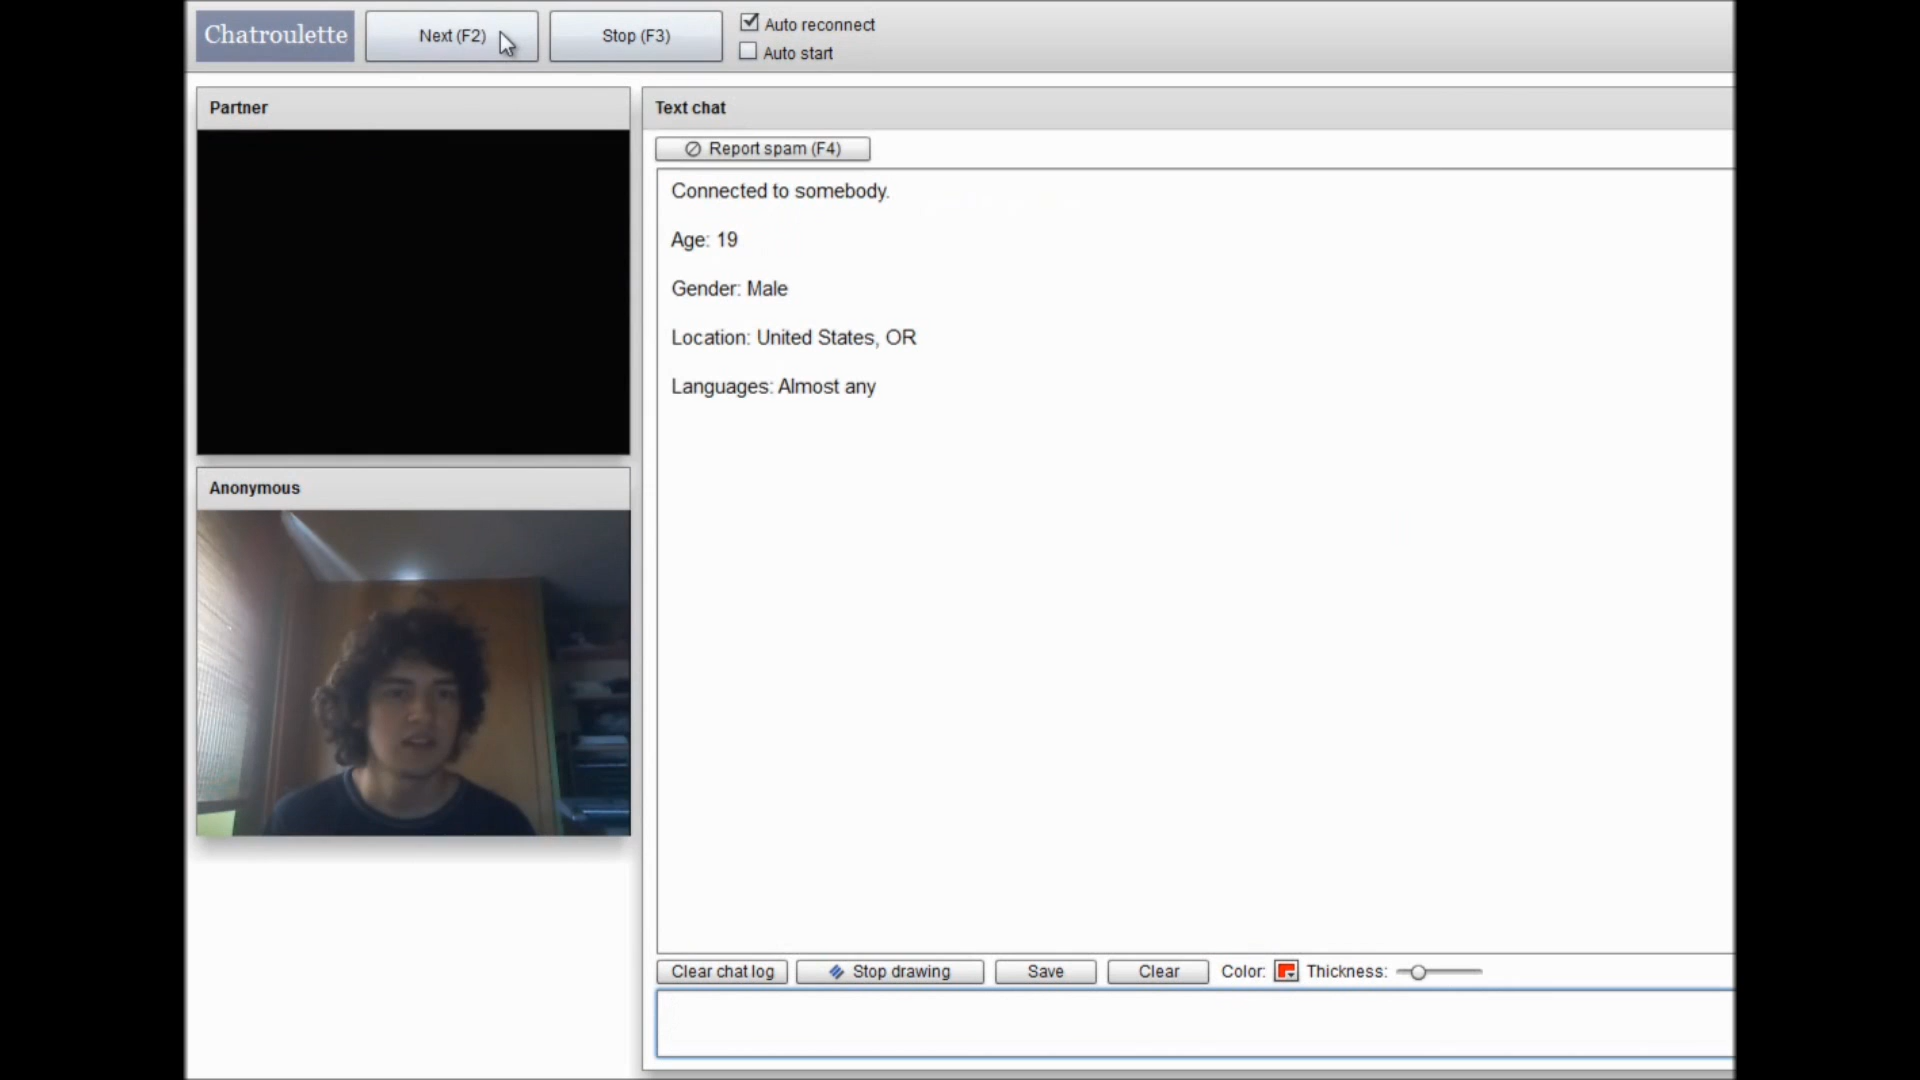 Chatroulette
Next (F2)
Stop (F3)
Auto reconnect
Auto start
Partner
Text chat
Report spam (F4)
Connected to somebody.
Age: 19
Gender: Male
Location: United States, OR
Languages: Almost any
Anonymous
Clear chat log
Stop drawing
Save
Clear
Color:
Thickness: